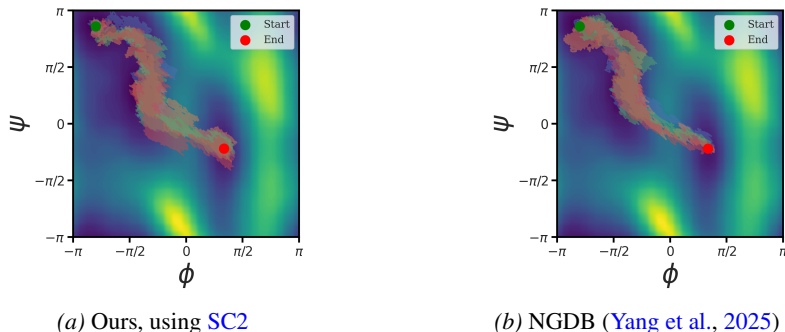 π
π/2
0
−π/2
−π
ψ
−π
−π/2
0
π/2
π
ϕ
Start
End
(a) Ours, using SC2
π
π/2
0
−π/2
−π
ψ
−π
−π/2
0
π/2
π
ϕ
Start
End
(b) NGDB (Yang et al., 2025)